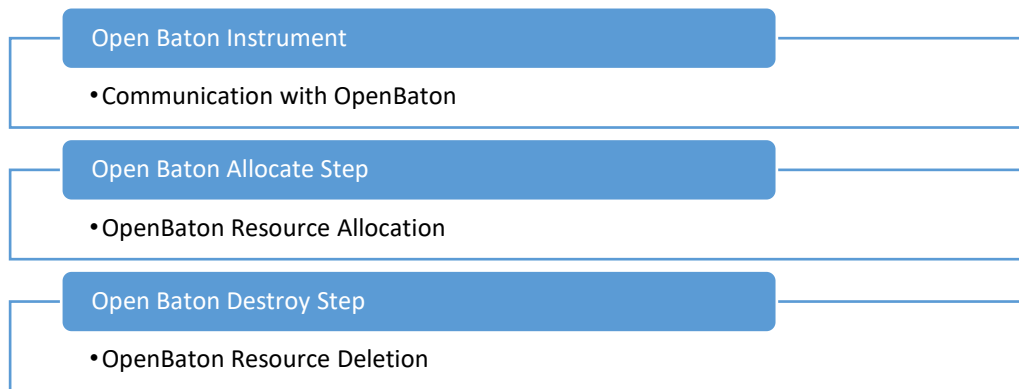 Open Baton Instrument
•Communication with OpenBaton
Open Baton Allocate Step
•OpenBaton Resource Allocation
Open Baton Destroy Step
•OpenBaton Resource Deletion